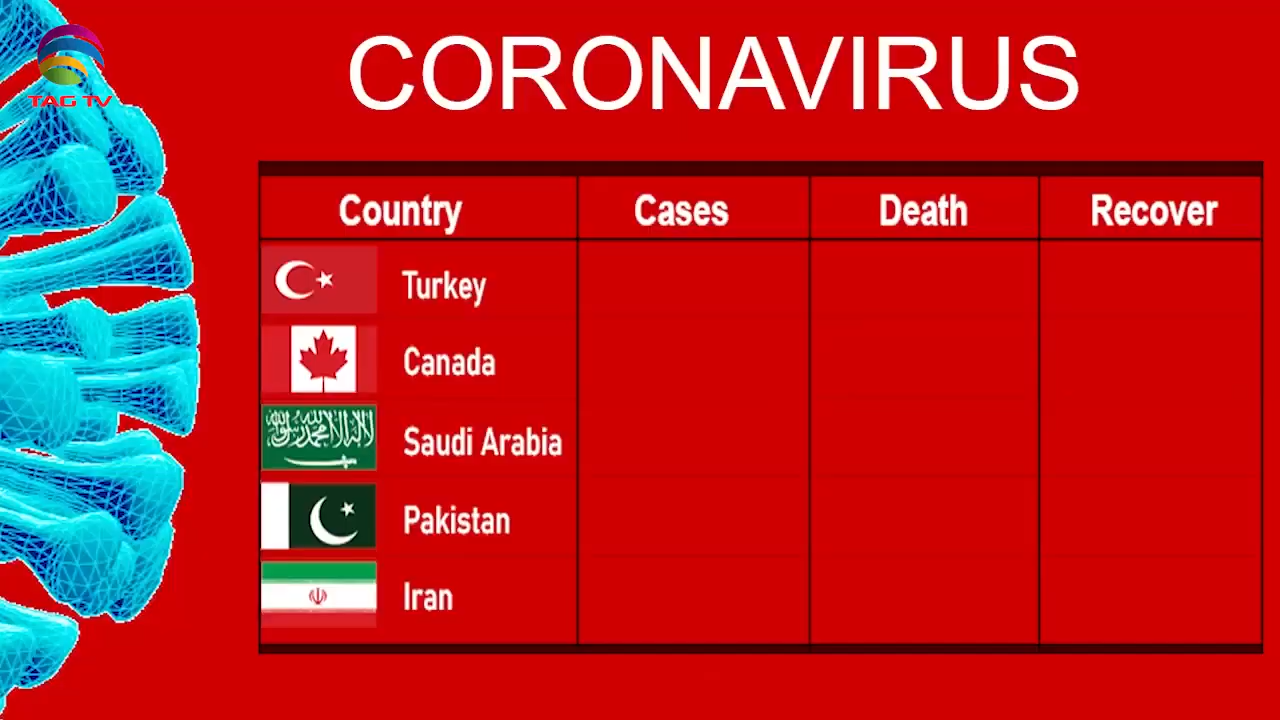 TAG TV
CORONAVIRUS
Country Cases Death Recover
Turkey
Canada
Saudi Arabia
Pakistan
Iran